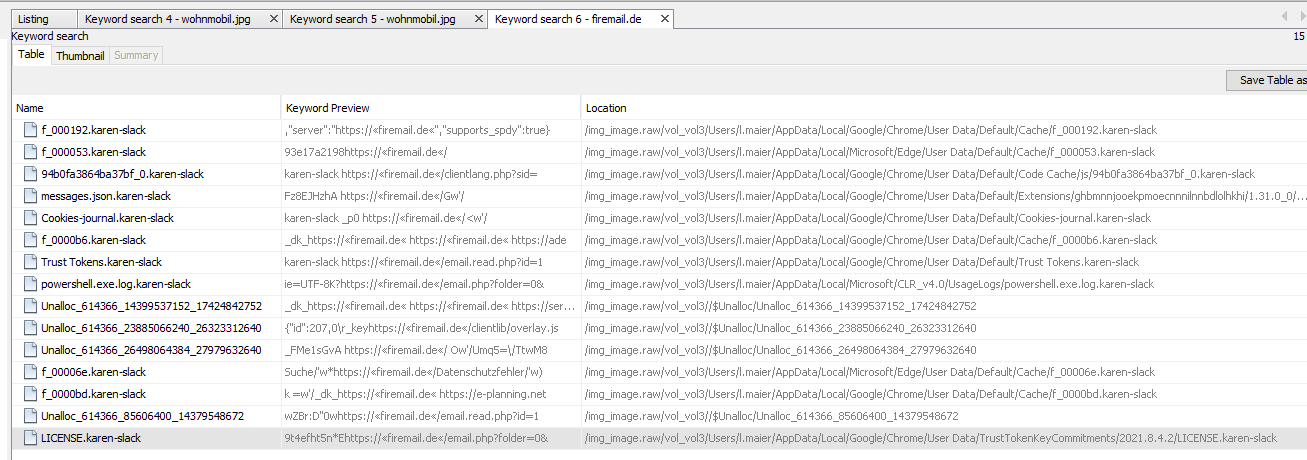 Listing Keyword search 4 - wohnmobil.jpg Keyword search 5 - wohnmobil.jpg Keyword search 6 - firemail.de
Keyword search 15
Table Thumbnail Summary
Save Table as
Name Keyword Preview Location
f_000192.karen-slack ,"server":"https://«firemail.de«","supports_spdy":true} /img_image.raw/vol_vol3/Users/l.maier/AppData/Local/Google/Chrome/User Data/Default/Cache/f_000192.karen-slack
f_000053.karen-slack 93e17a2198https://«firemail.de«/ /img_image.raw/vol_vol3/Users/l.maier/AppData/Local/Microsoft/Edge/User Data/Default/Cache/f_000053.karen-slack
94b0fa3864ba37bf_0.karen-slack karen-slack https://«firemail.de«/clientlang.php?sid= /img_image.raw/vol_vol3/Users/l.maier/AppData/Local/Google/Chrome/User Data/Default/Code Cache/js/94b0fa3864ba37bf_0.karen-slack
messages.json.karen-slack Fz8EJHzhA https://«firemail.de«/Gw'/ /img_image.raw/vol_vol3/Users/l.maier/AppData/Local/Google/Chrome/User Data/Default/Extensions/ghbmnnjooekpmoecnnnilnnbdlolhkhi/1.31.0_0/...
Cookies-journal.karen-slack karen-slack _p0 https://«firemail.de«/<w'/ /img_image.raw/vol_vol3/Users/l.maier/AppData/Local/Google/Chrome/User Data/Default/Cookies-journal.karen-slack
f_0000b6.karen-slack _dk_https://«firemail.de« https://«firemail.de« https://ade /img_image.raw/vol_vol3/Users/l.maier/AppData/Local/Google/Chrome/User Data/Default/Cache/f_0000b6.karen-slack
Trust Tokens.karen-slack karen-slack https://«firemail.de«/email.read.php?id=1 /img_image.raw/vol_vol3/Users/l.maier/AppData/Local/Google/Chrome/User Data/Default/Trust Tokens.karen-slack
powershell.exe.log.karen-slack ie=UTF-8K?https://«firemail.de«/email.php?folder=0& /img_image.raw/vol_vol3/Users/l.maier/AppData/Local/Microsoft/CLR_v4.0/UsageLogs/powershell.exe.log.karen-slack
Unalloc_614366_14399537152_17424842752 _dk_https://«firemail.de« https://«firemail.de« https://ser... /img_image.raw/vol_vol3//$Unalloc/Unalloc_614366_14399537152_17424842752
Unalloc_614366_23885066240_26323312640 {"id":207,0\r_keyhttps://«firemail.de«/clientlib/overlay.js /img_image.raw/vol_vol3//$Unalloc/Unalloc_614366_23885066240_26323312640
Unalloc_614366_26498064384_27979632640 _FMe1sGvA https://«firemail.de«/ Ow'/Umq5=\/TtwM8 /img_image.raw/vol_vol3//$Unalloc/Unalloc_614366_26498064384_27979632640
f_00006e.karen-slack Suche/'w*https://«firemail.de«/Datenschutzfehler/'w) /img_image.raw/vol_vol3/Users/l.maier/AppData/Local/Microsoft/Edge/User Data/Default/Cache/f_00006e.karen-slack
f_0000bd.karen-slack k =w'/_dk_https://«firemail.de« https://e-planning.net /img_image.raw/vol_vol3/Users/l.maier/AppData/Local/Google/Chrome/User Data/Default/Cache/f_0000bd.karen-slack
Unalloc_614366_85606400_14379548672 wZBr:D"0whttps://«firemail.de«/email.read.php?id=1 /img_image.raw/vol_vol3//$Unalloc/Unalloc_614366_85606400_14379548672
LICENSE.karen-slack 9t4efht5n*Ehttps://«firemail.de«/email.php?folder=0& /img_image.raw/vol_vol3/Users/l.maier/AppData/Local/Google/Chrome/User Data/TrustTokenKeyCommitments/2021.8.4.2/LICENSE.karen-slack